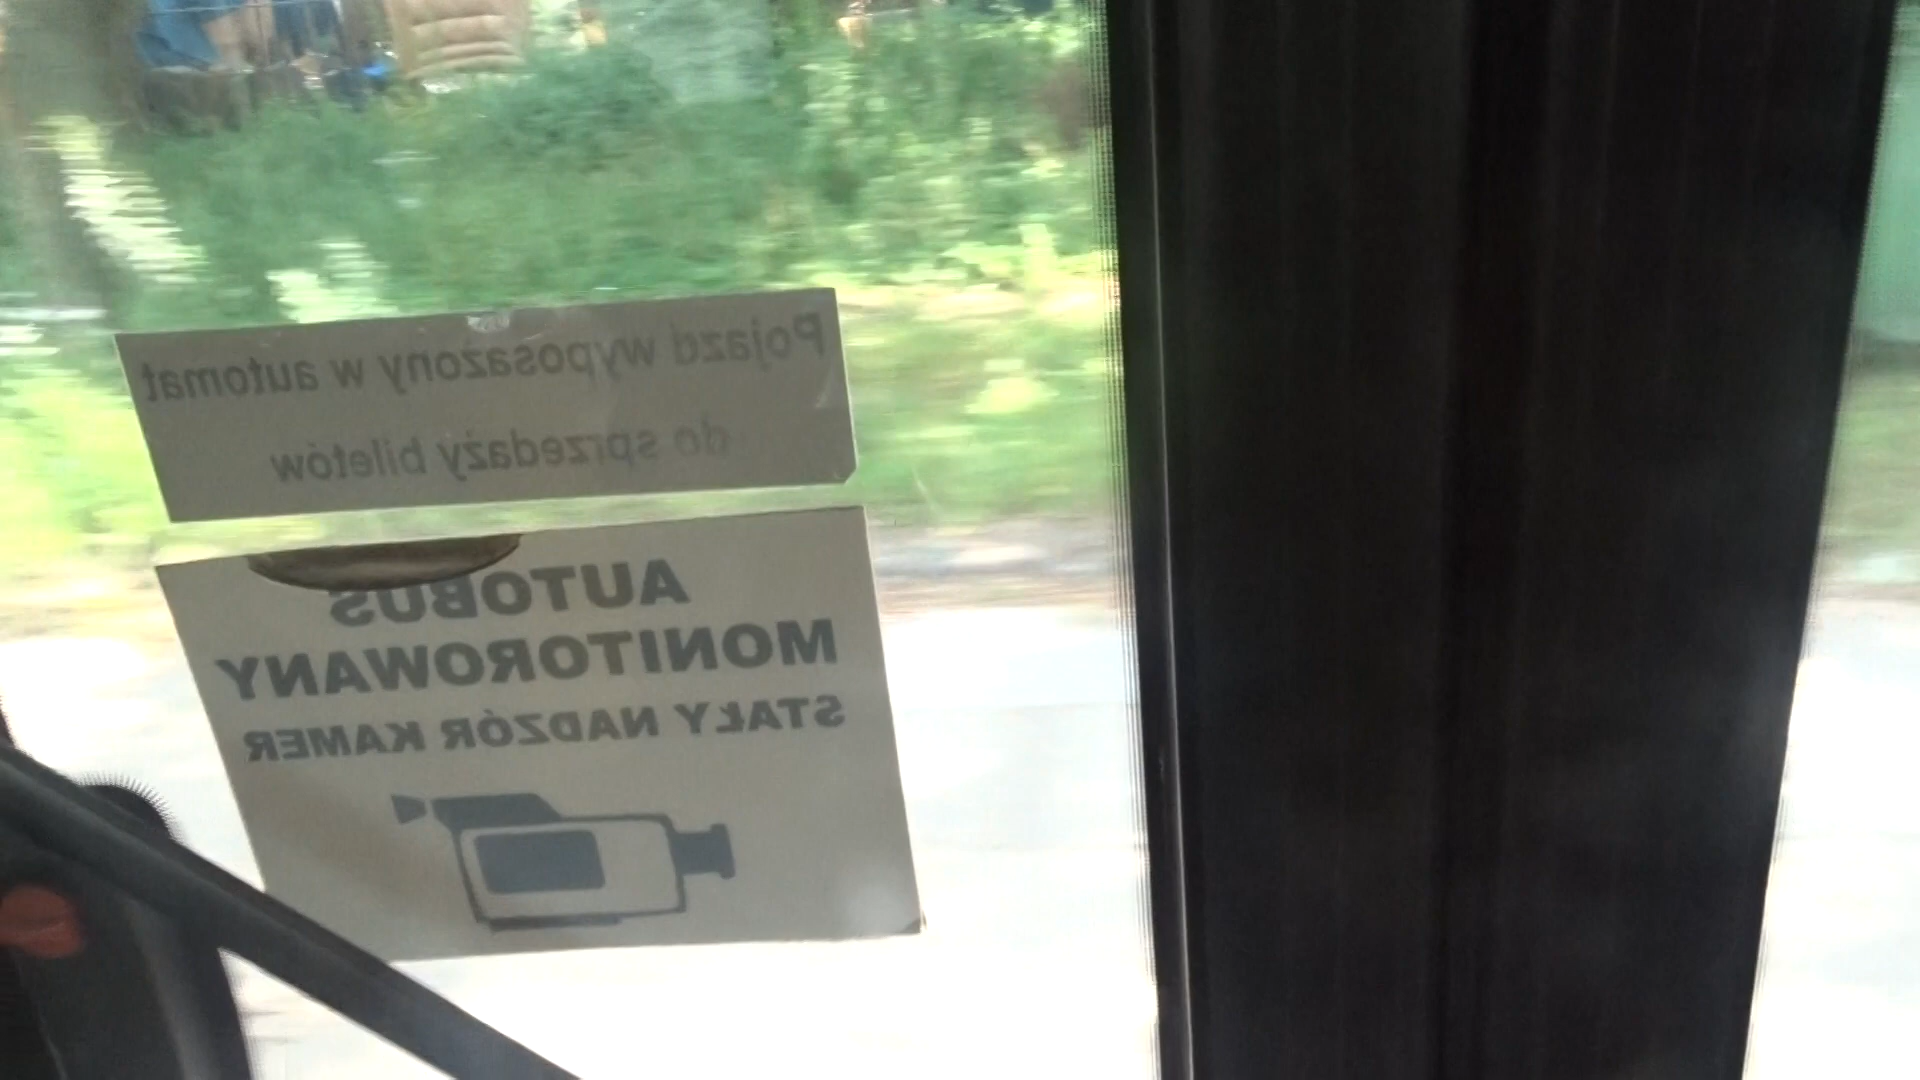 Pojazd wyposażony w automat
do sprzedaży biletów
AUTOBUS
MONITOROWANY
STAŁY NADZÓR KAMER